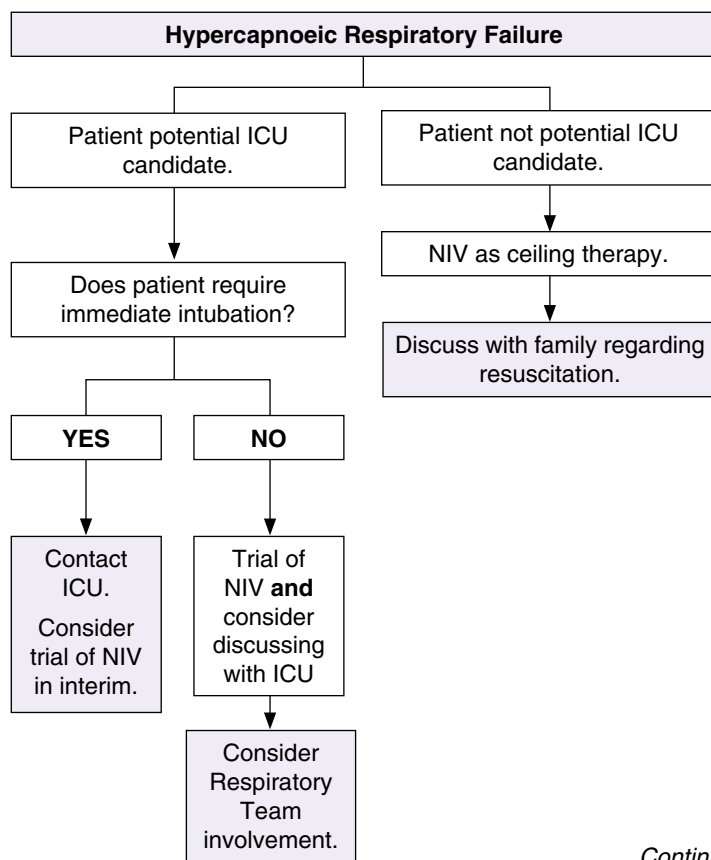 Hypercapnoeic Respiratory Failure
Patient potential ICU
candidate.
Patient not potential ICU
candidate.
NIV as ceiling therapy.
Does patient require
immediate intubation?
Discuss with family regarding
resuscitation.
YES
NO
Contact
ICU.
Consider
trial of NIV
in interim.
Trial of
NIV and
consider
discussing
with ICU
Consider
Respiratory
Team
involvement.
Contin